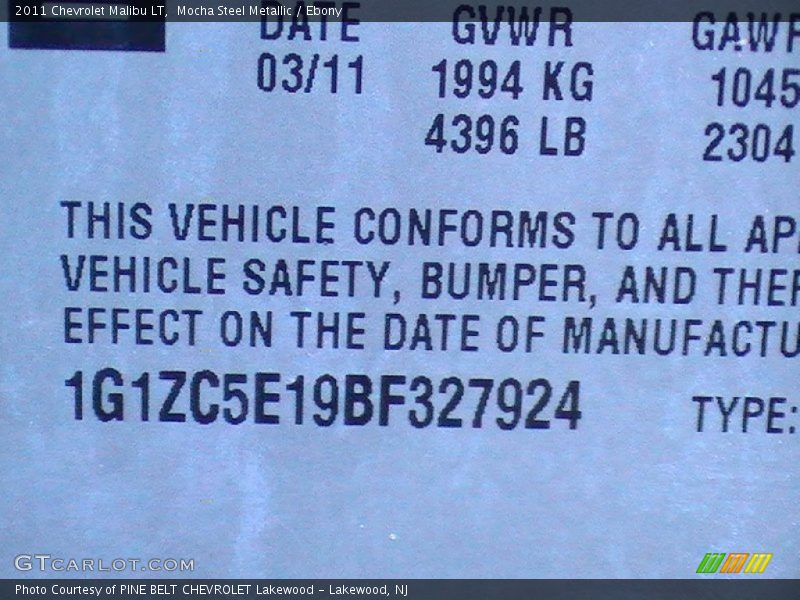 2011 Chevrolet Malibu LT,  Mocha Steel Metallic / Ebony
DATE GVWR GAWR
03/11 1994 KG 1045
4396 LB 2304
THIS VEHICLE CONFORMS TO ALL AP
VEHICLE SAFETY, BUMPER, AND THEF
EFFECT ON THE DATE OF MANUFACTU
1G1ZC5E19BF327924 TYPE:
GTCARLOT.COM
Photo Courtesy of PINE BELT CHEVROLET Lakewood - Lakewood, NJ